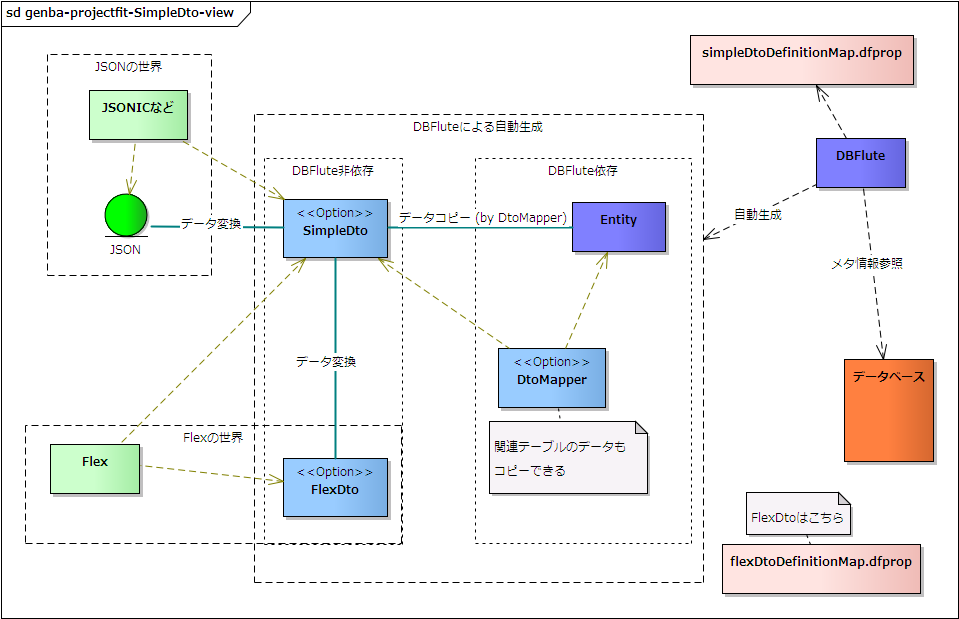 sd genba-projectfit-SimpleDto-view
simpleDtoDefinitionMap.dfprop
JSONの世界
JSONICなど
DBFluteによる自動生成
DBFlute
DBFlute非依存
DBFlute依存
<<Option>>
SimpleDto
データコピー (by DtoMapper)
Entity
自動生成
データ変換
JSON
メタ情報参照
データ変換
<<Option>>
DtoMapper
データベース
Flexの世界
関連テーブルのデータも
コピーできる
Flex
<<Option>>
FlexDto
FlexDtoはこちら
flexDtoDefinitionMap.dfprop